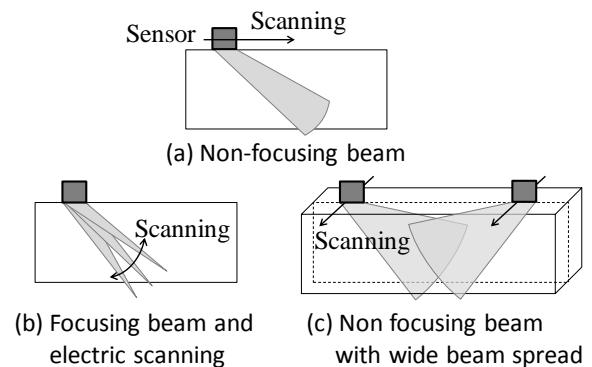 Scanning
Sensor
(a) Non-focusing beam
Scanning
Scanning
(b) Focusing beam and
electric scanning
(c) Non focusing beam
with wide beam spread